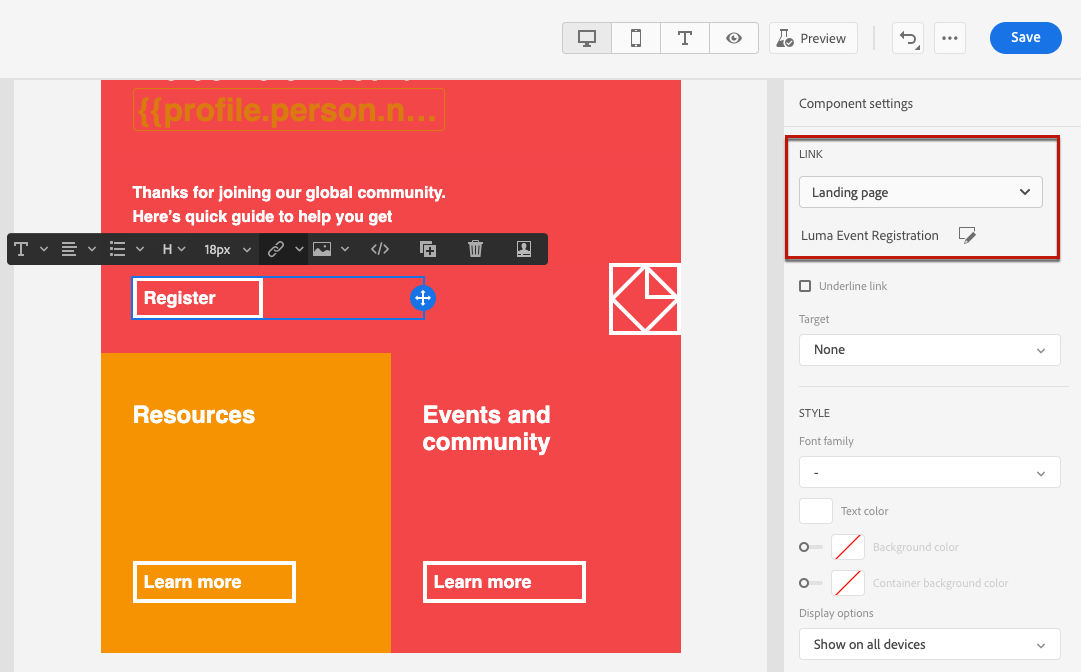 Preview
Save
{{profile.person.n...
Thanks for joining our global community.
Here's quick guide to help you get
H
18px
Register
Resources
Events and
community
Learn more
Learn more
Component settings
LINK
Landing page
Luma Event Registration
Underline link
Target
None
STYLE
Font family
-
Text color
Background color
Container background color
Display options
Show on all devices